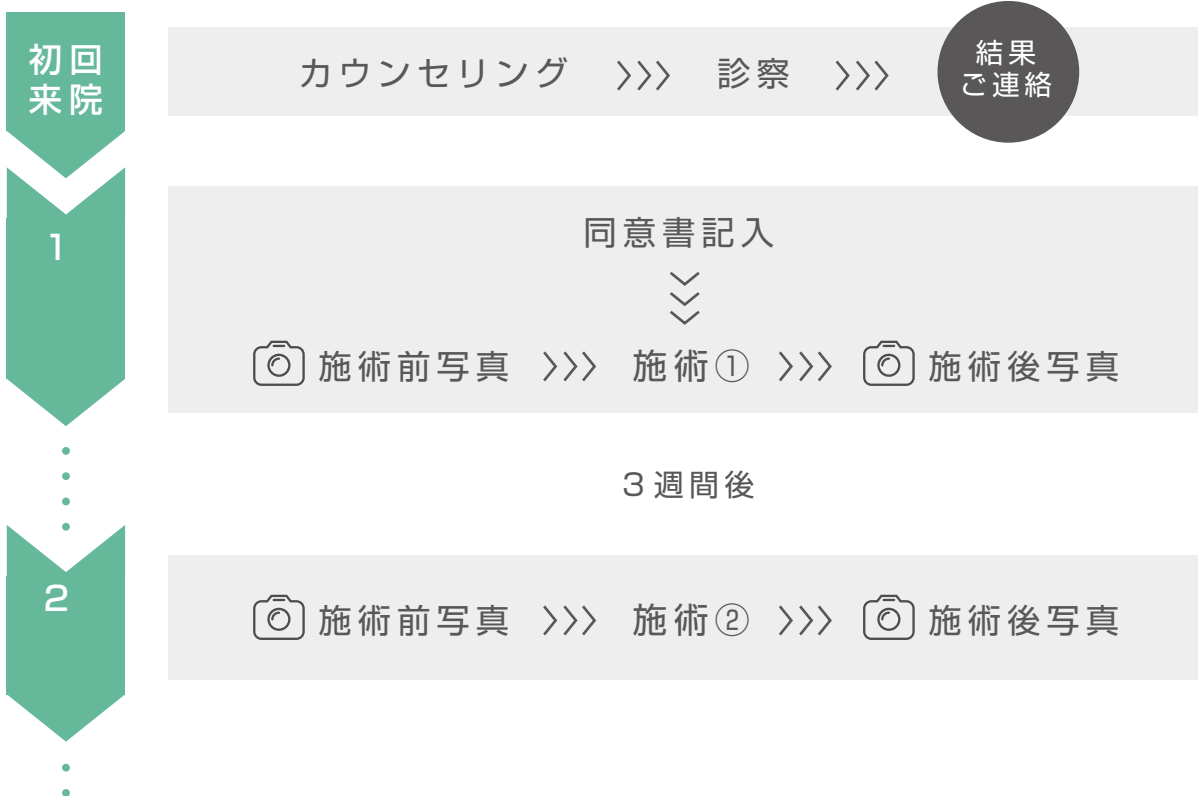 初回
来院
カウンセリング 〉〉〉 診察 〉〉〉
結果
ご連絡
1
同意書記入
施術前写真 〉〉〉 施術① 〉〉〉 施術後写真
3週間後
2
施術前写真 〉〉〉 施術② 〉〉〉 施術後写真